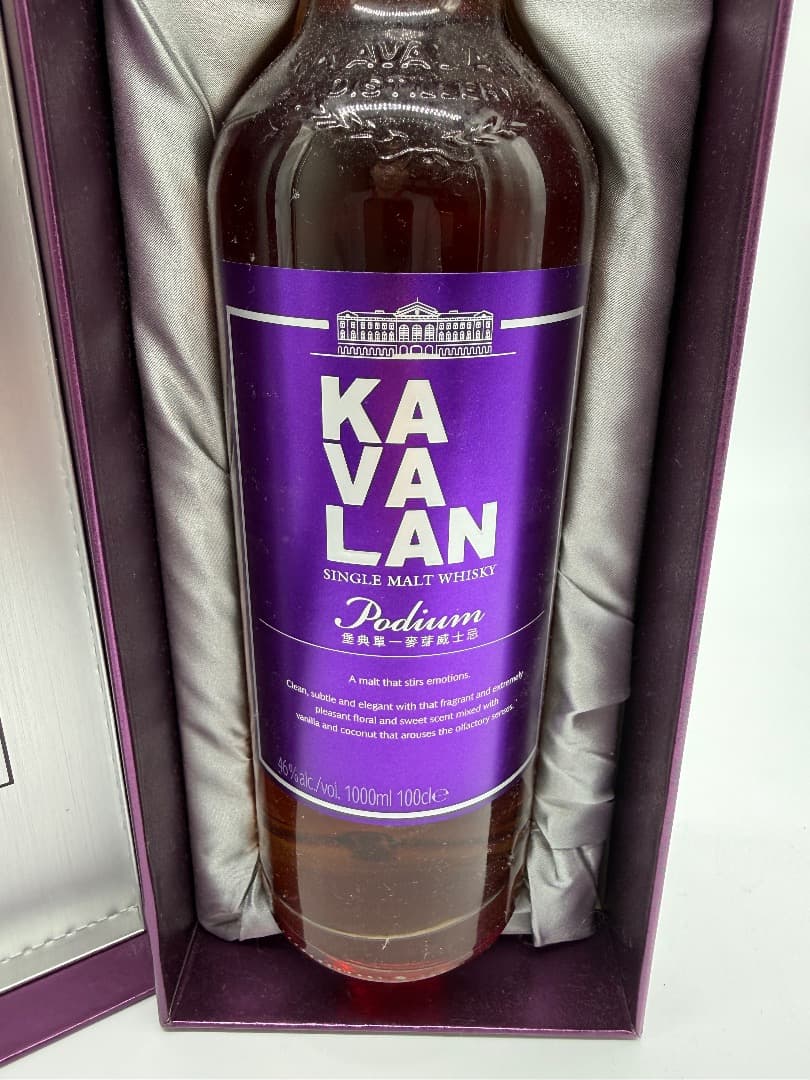 KAVALAN
DISTILLERY
KA
VA
LAN
SINGLE MALT WHISKY
Podium
堡典單一麥芽威士忌
A malt that stirs emotions.
Clean, subtle and elegant with that fragrant and extremely
pleasant floral and sweet scent mixed with
vanilla and coconut that arouses the olfactory senses.
46%alc./vol. 1000ml 100cl℮